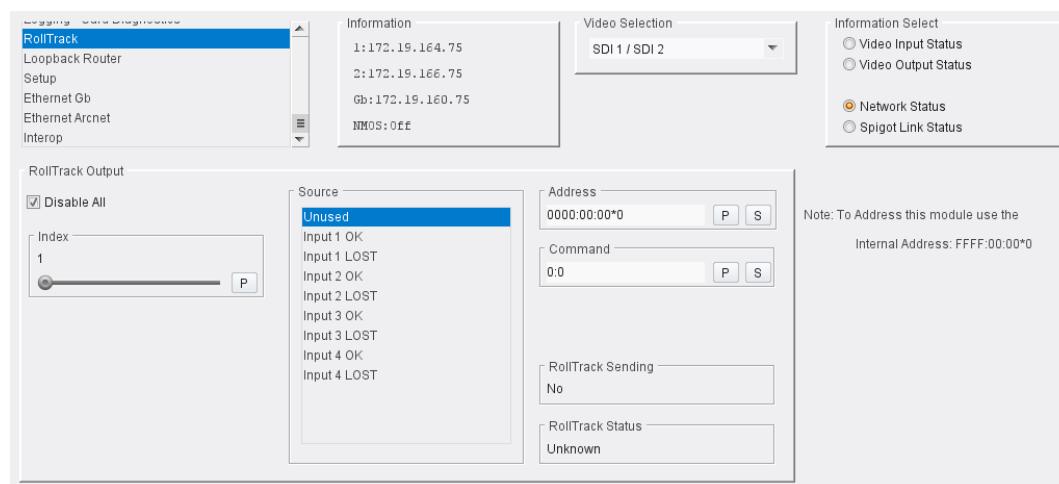 RollTrack
Loopback Router
Setup
Ethernet Gb
Ethernet Arcnet
Interop
Information
1:172.19.164.75
2:172.19.166.75
Gb:172.19.160.75
NMOS:Off
Video Selection
SDI 1 / SDI 2
Information Select
Video Input Status
Video Output Status
Network Status
Spigot Link Status
RollTrack Output
Disable All
Index
1
P
Source
Unused
Input 1 OK
Input 1 LOST
Input 2 OK
Input 2 LOST
Input 3 OK
Input 3 LOST
Input 4 OK
Input 4 LOST
Address
0000:00:00*0 P S
Command
0:0 P S
RollTrack Sending
No
RollTrack Status
Unknown
Note: To Address this module use the
Internal Address: FFFF:00:00*0